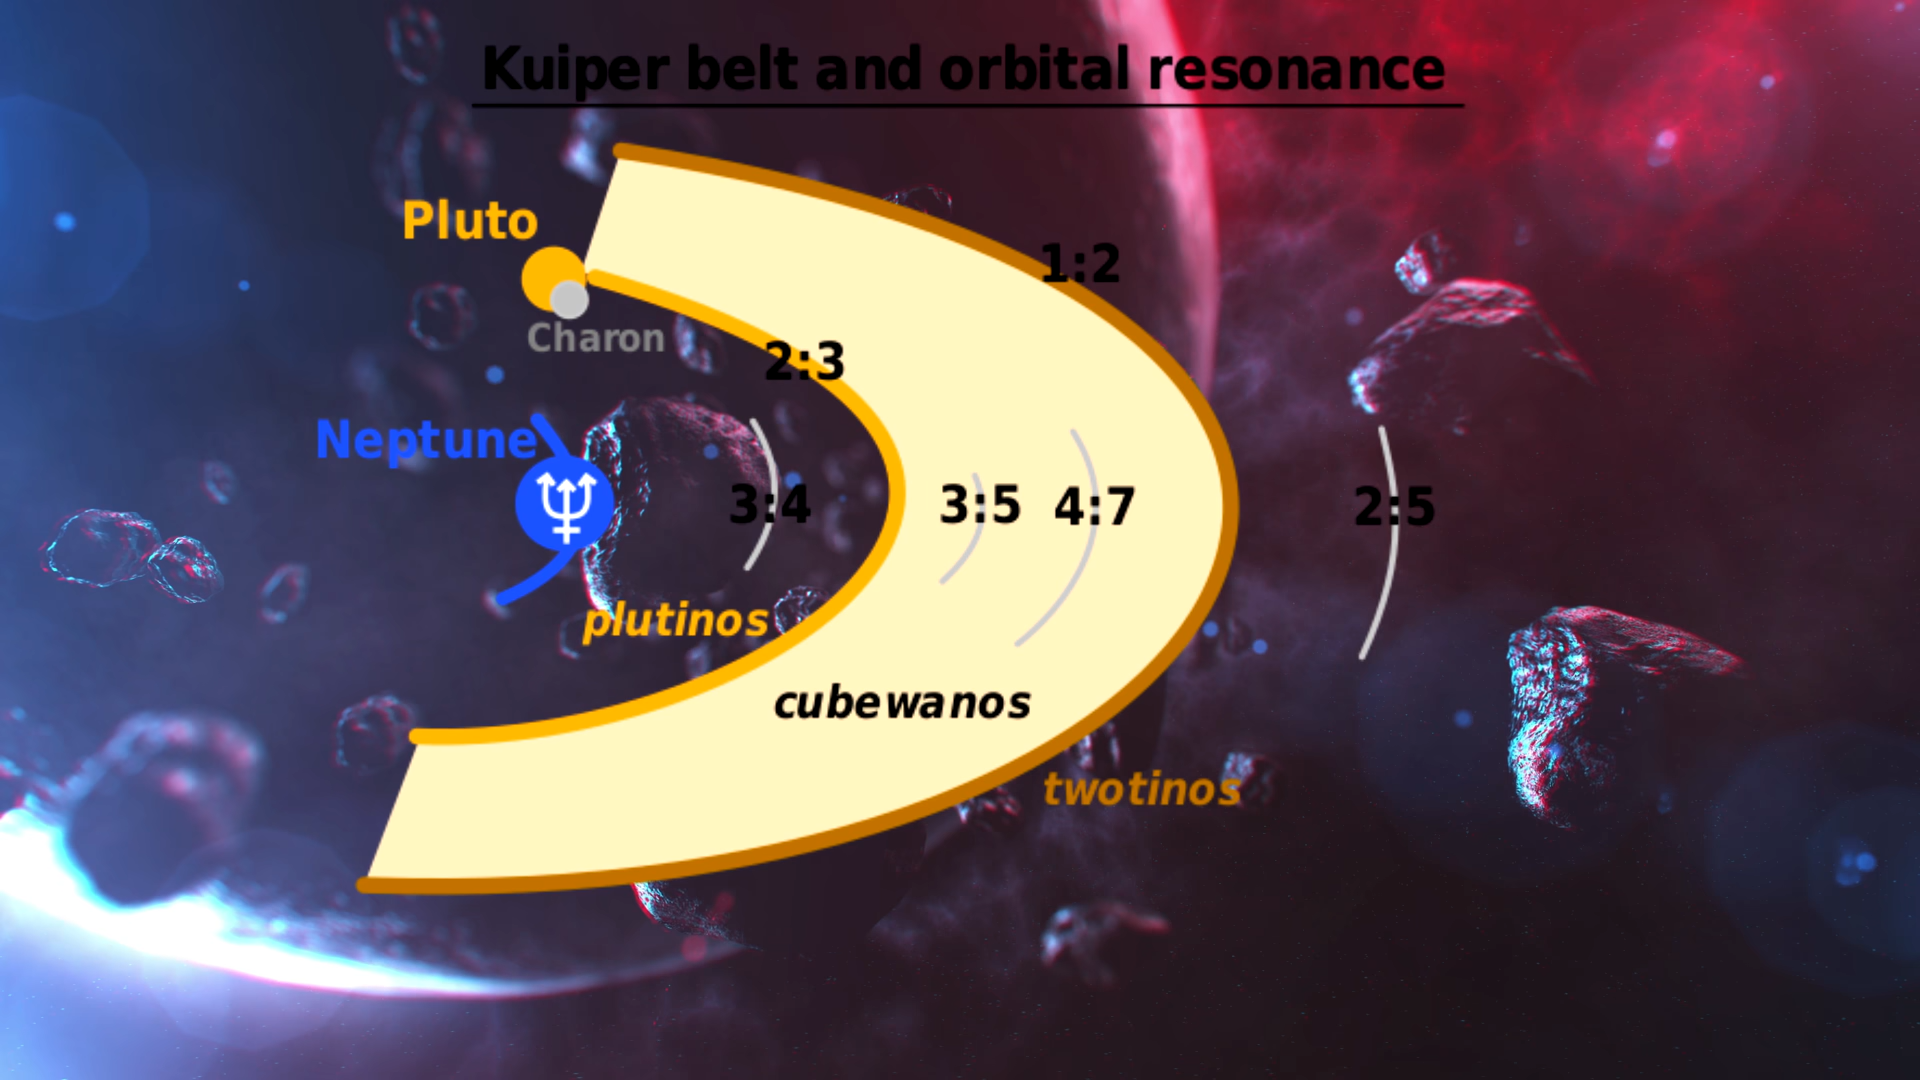 Kuiper belt and orbital resonance
Pluto
1:2
Charon
2:3
Neptune
3:4
3:5
4:7
2:5
plutinos
cubewanos
twotinos